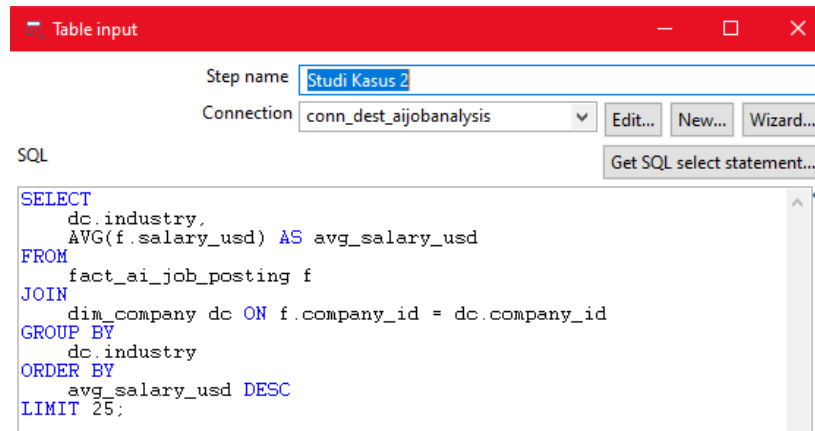 Table input
Step name Studi Kasus 2
Connection conn_dest_aijobanalysis Edit... New... Wizard...
SQL Get SQL select statement...
SELECT
dc.industry,
AVG(f.salary_usd) AS avg_salary_usd
FROM
fact_ai_job_posting f
JOIN
dim_company dc ON f.company_id = dc.company_id
GROUP BY
dc.industry
ORDER BY
avg_salary_usd DESC
LIMIT 25;